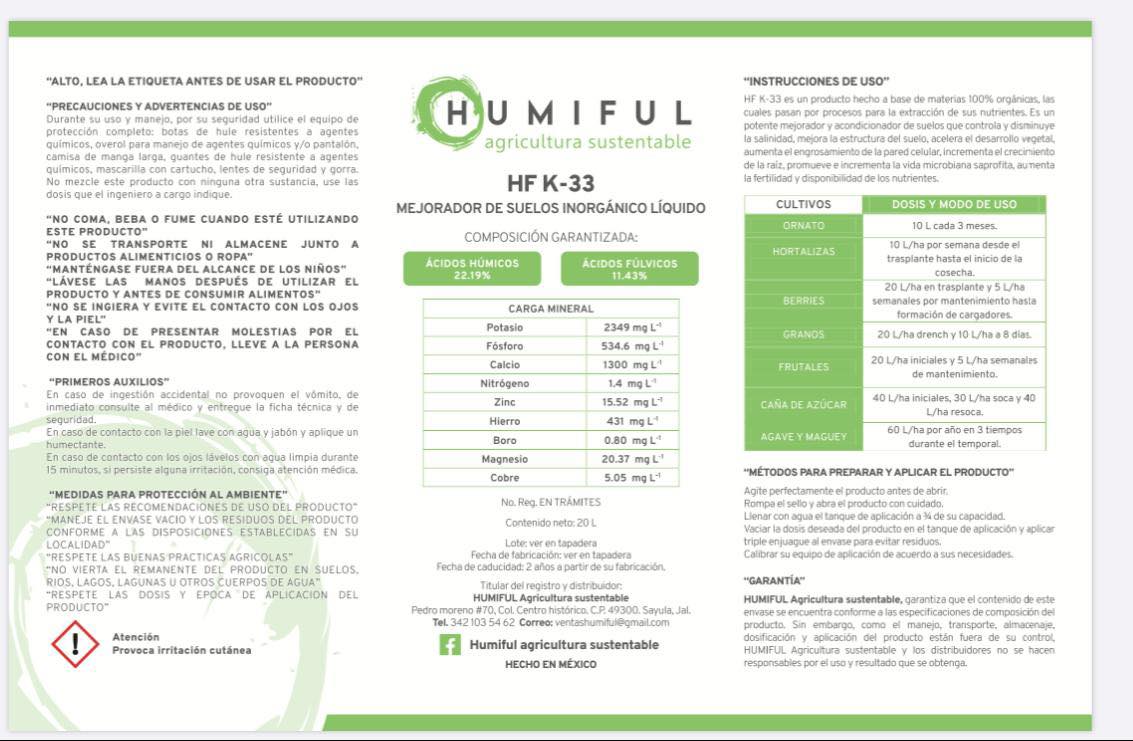 "ALTO, LEA LA ETIQUETA ANTES DE USAR EL PRODUCTO"
"PRECAUCIONES Y ADVERTENCIAS DE USO"
Durante su uso y manejo, por su seguridad utilice el equipo de
protección completo: botas de hule resistentes a agentes
químicos, overol para manejo de agentes químicos y/o pantalón,
camisa de manga larga, guantes de hule resistente a agentes
químicos, mascarilla con cartucho, lentes de seguridad y gorra.
No mezcle este producto con ninguna otra sustancia, use las
dosis que el ingeniero a cargo indique.
"NO COMA, BEBA O FUME CUANDO ESTÉ UTILIZANDO
ESTE PRODUCTO"
"NO SE TRANSPORTE NI ALMACENE JUNTO A
PRODUCTOS ALIMENTICIOS O ROPA"
"MANTÉNGASE FUERA DEL ALCANCE DE LOS NIÑOS"
"LÁVESE LAS MANOS DESPUÉS DE UTILIZAR EL
PRODUCTO Y ANTES DE CONSUMIR ALIMENTOS"
"NO SE INGIERA Y EVITE EL CONTACTO CON LOS OJOS
Y LA PIEL"
"EN CASO DE PRESENTAR MOLESTIAS POR EL
CONTACTO CON EL PRODUCTO, LLEVE A LA PERSONA
CON EL MÉDICO"
"PRIMEROS AUXILIOS"
En caso de ingestión accidental no provoquen el vómito, de
inmediato consulte al médico y entregue la ficha técnica y de
seguridad.
En caso de contacto con la piel lave con agua y jabón y aplique un
humectante.
En caso de contacto con los ojos lávelos con agua limpia durante
15 minutos, si persiste alguna irritación, consiga atención médica.
"MEDIDAS PARA PROTECCIÓN AL AMBIENTE"
"RESPETE LAS RECOMENDACIONES DE USO DEL PRODUCTO"
"MANEJE EL ENVASE VACIO Y LOS RESIDUOS DEL PRODUCTO
CONFORME A LAS DISPOSICIONES ESTABLECIDAS EN SU
LOCALIDAD"
"RESPETE LAS BUENAS PRACTICAS AGRICOLAS"
"NO VIERTA EL REMANENTE DEL PRODUCTO EN SUELOS,
RIOS, LAGOS, LAGUNAS U OTROS CUERPOS DE AGUA"
"RESPETE LAS DOSIS Y EPOCA DE APLICACION DEL
PRODUCTO"
Atención
Provoca irritación cutánea
HUMIFUL
agricultura sustentable
HF K-33
MEJORADOR DE SUELOS INORGÁNICO LÍQUIDO
COMPOSICIÓN GARANTIZADA:
ÁCIDOS HÚMICOS
22.19%
ÁCIDOS FÚLVICOS
11.43%
CARGA MINERAL
Potasio 2349 mg L⁻¹
Fósforo 534.6 mg L⁻¹
Calcio 1300 mg L⁻¹
Nitrógeno 1.4 mg L⁻¹
Zinc 15.52 mg L⁻¹
Hierro 431 mg L⁻¹
Boro 0.80 mg L⁻¹
Magnesio 20.37 mg L⁻¹
Cobre 5.05 mg L⁻¹
No. Reg. EN TRÁMITES
Contenido neto: 20 L
Lote: ver en tapadera
Fecha de fabricación: ver en tapadera
Fecha de caducidad: 2 años a partir de su fabricación.
Titular del registro y distribuidor:
HUMIFUL Agricultura sustentable
Pedro moreno #70, Col. Centro histórico. C.P. 49300. Sayula, Jal.
Tel. 342 103 54 62 Correo: ventashumiful@gmail.com
Humiful agricultura sustentable
HECHO EN MÉXICO
"INSTRUCCIONES DE USO"
HF K-33 es un producto hecho a base de materias 100% orgánicas, las
cuales pasan por procesos para la extracción de sus nutrientes. Es un
potente mejorador y acondicionador de suelos que controla y disminuye
la salinidad, mejora la estructura del suelo, acelera el desarrollo vegetal,
aumenta el engrosamiento de la pared celular, incrementa el crecimiento
de la raíz, promueve e incrementa la vida microbiana saprofita, aumenta
la fertilidad y disponibilidad de los nutrientes.
CULTIVOS DOSIS Y MODO DE USO
ORNATO 10 L cada 3 meses.
HORTALIZAS 10 L/ha por semana desde el
trasplante hasta el inicio de la
cosecha.
BERRIES 20 L/ha en trasplante y 5 L/ha
semanales por mantenimiento hasta
formación de cargadores.
GRANOS 20 L/ha drench y 10 L/ha a 8 días.
FRUTALES 20 L/ha iniciales y 5 L/ha semanales
de mantenimiento.
CAÑA DE AZÚCAR 40 L/ha iniciales, 30 L/ha soca y 40
L/ha resoca.
AGAVE Y MAGUEY 60 L/ha por año en 3 tiempos
durante el temporal.
"MÉTODOS PARA PREPARAR Y APLICAR EL PRODUCTO"
Agite perfectamente el producto antes de abrir.
Rompa el sello y abra el producto con cuidado.
Llenar con agua el tanque de aplicación a ¾ de su capacidad.
Vaciar la dosis deseada del producto en el tanque de aplicación y aplicar
triple enjuague al envase para evitar residuos.
Calibrar su equipo de aplicación de acuerdo a sus necesidades.
"GARANTÍA"
HUMIFUL Agricultura sustentable, garantiza que el contenido de este
envase se encuentra conforme a las especificaciones de composición del
producto. Sin embargo, como el manejo, transporte, almacenaje,
dosificación y aplicación del producto están fuera de su control,
HUMIFUL Agricultura sustentable y los distribuidores no se hacen
responsables por el uso y resultado que se obtenga.